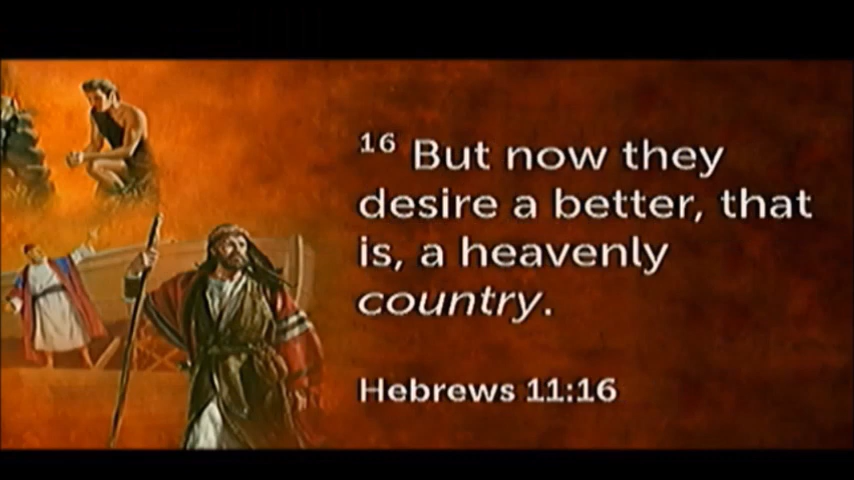 16 But now they
desire a better, that
is, a heavenly
country.
Hebrews 11:16